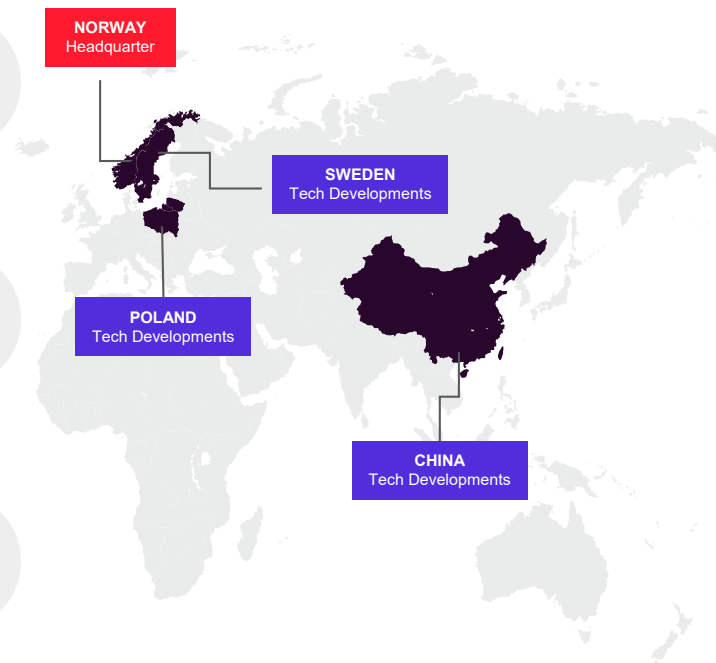 NORWAY
Headquarter
SWEDEN
Tech Developments
POLAND
Tech Developments
CHINA
Tech Developments